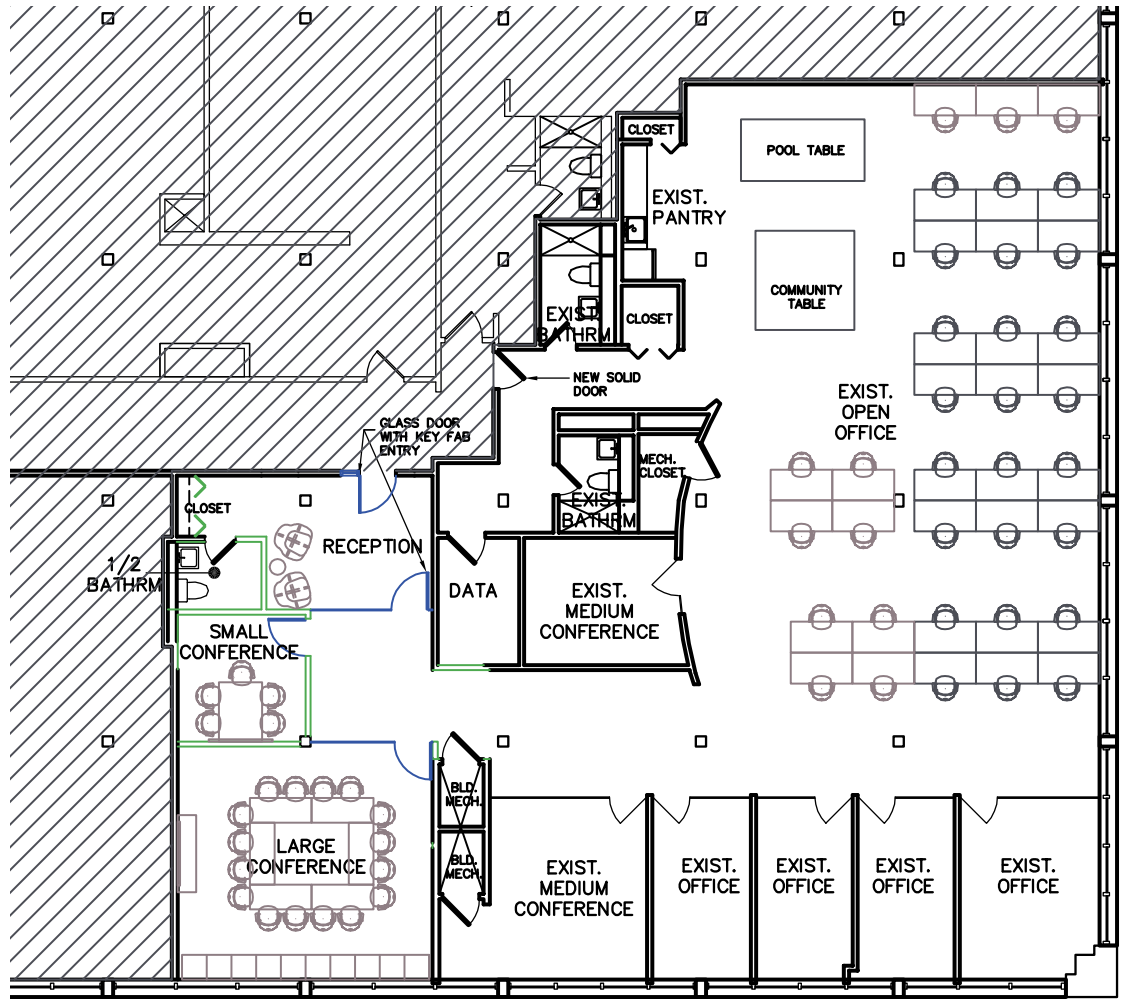 CLOSET
POOL TABLE
EXIST.
PANTRY
COMMUNITY
TABLE
EXIST.
BATHRM
CLOSET
NEW SOLID
DOOR
EXIST.
OPEN
OFFICE
GLASS DOOR
WITH KEY FAB
ENTRY
MECH.
CLOSET
EXIST.
BATHRM
CLOSET
RECEPTION
1/2
BATHRM
DATA
EXIST.
MEDIUM
CONFERENCE
SMALL
CONFERENCE
BLD.
MECH.
LARGE
CONFERENCE
BLD.
MECH.
EXIST.
MEDIUM
CONFERENCE
EXIST.
OFFICE
EXIST.
OFFICE
EXIST.
OFFICE
EXIST.
OFFICE